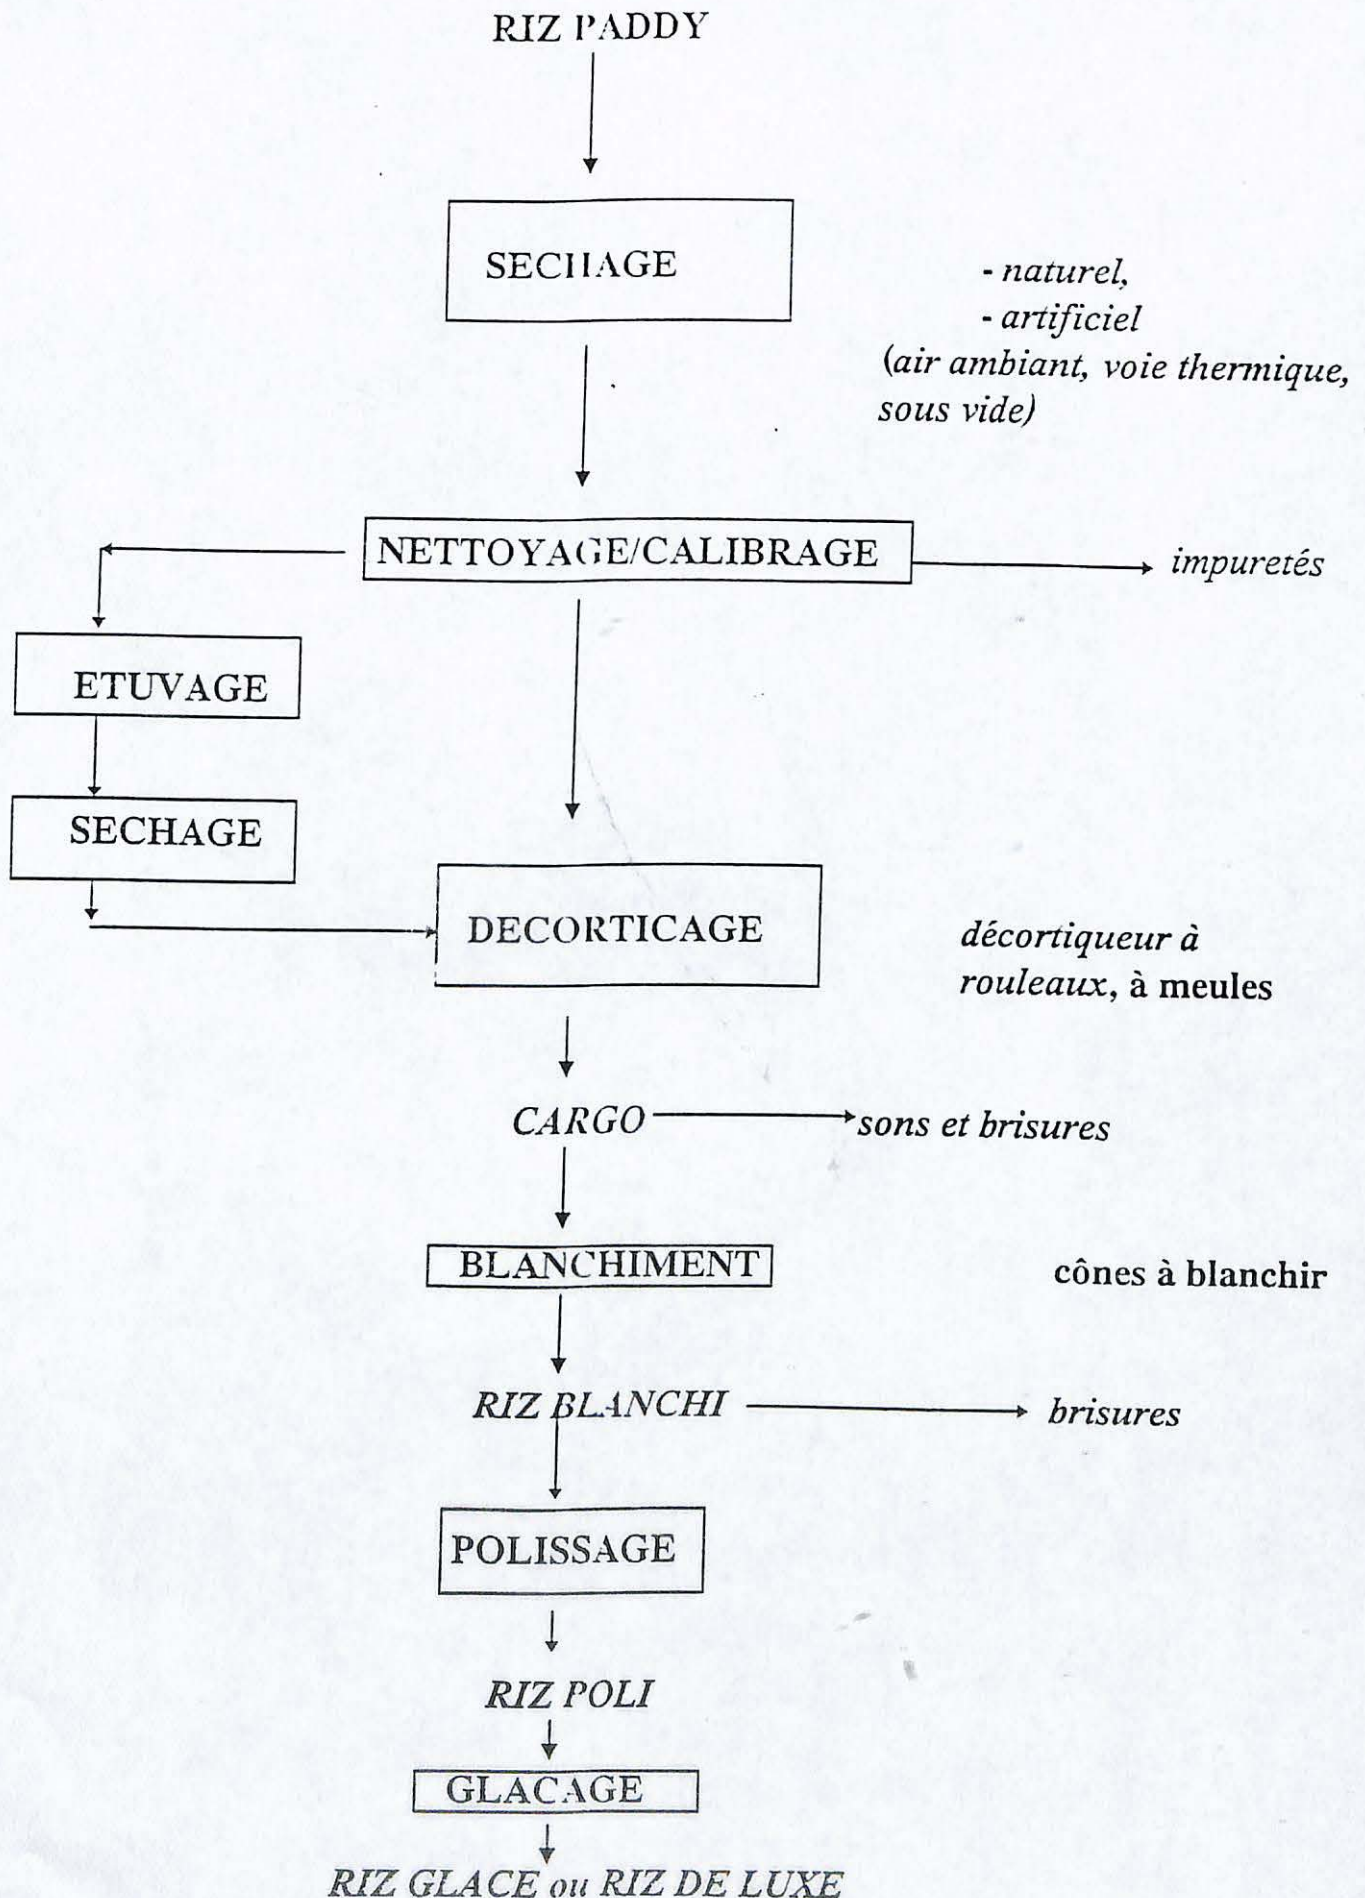 RIZ PADDY
SECHAGE
- naturel,
- artificiel
(air ambiant, voie thermique,
sous vide)
NETTOYAGE/CALIBRAGE
impuretés
ETUVAGE
SECHAGE
DECORTICAGE
décortiqueur à
rouleaux, à meules
CARGO
sons et brisures
BLANCHIMENT
cônes à blanchir
RIZ BLANCHI
brisures
POLISSAGE
RIZ POLI
GLACAGE
RIZ GLACE ou RIZ DE LUXE